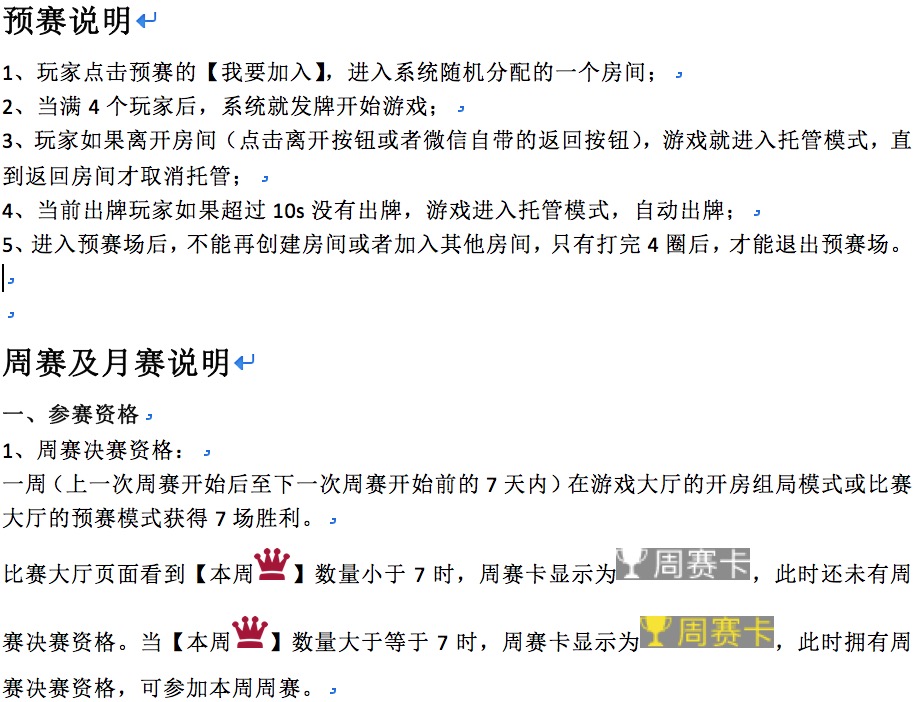 预赛说明
1、玩家点击预赛的【我要加入】，进入系统随机分配的一个房间；
2、当满 4 个玩家后，系统就发牌开始游戏；
3、玩家如果离开房间（点击离开按钮或者微信自带的返回按钮），游戏就进入托管模式，直
到返回房间才取消托管；
4、当前出牌玩家如果超过 10s 没有出牌，游戏进入托管模式，自动出牌；
5、进入预赛场后，不能再创建房间或者加入其他房间，只有打完 4 圈后，才能退出预赛场。
周赛及月赛说明
一、参赛资格
1、周赛决赛资格：
一周（上一次周赛开始后至下一次周赛开始前的 7 天内）在游戏大厅的开房组局模式或比赛
大厅的预赛模式获得 7 场胜利。
比赛大厅页面看到【本周】数量小于 7 时，周赛卡显示为周赛卡，此时还未有周
赛决赛资格。当【本周】数量大于等于 7 时，周赛卡显示为周赛卡，此时拥有周
赛决赛资格，可参加本周周赛。